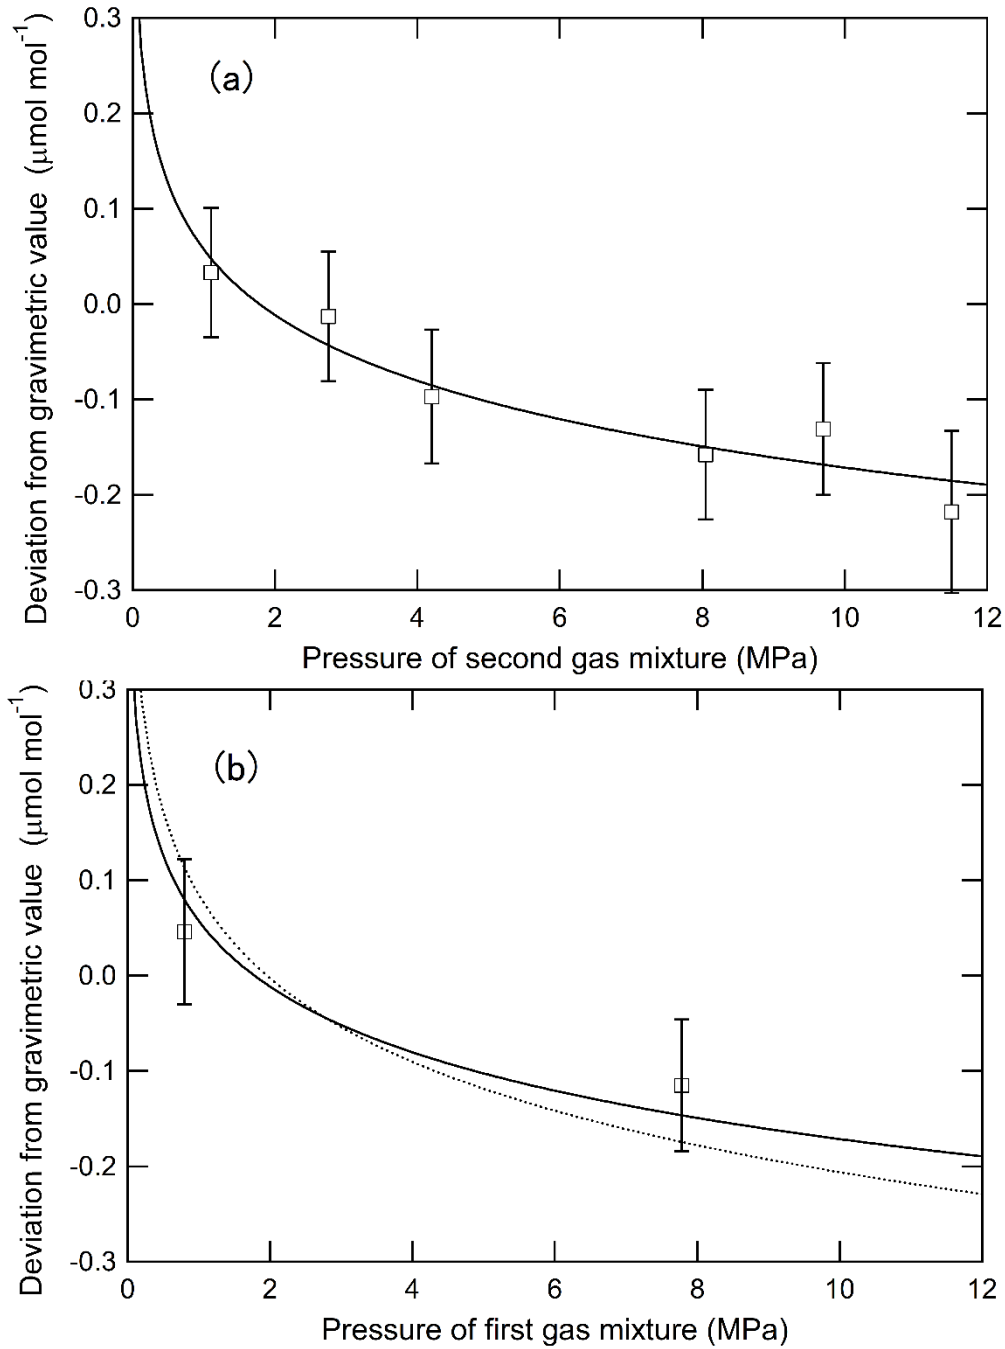 Deviation from gravimetric value (μmol mol⁻¹)
(a)
0.3
0.2
0.1
0.0
-0.1
-0.2
-0.3
0 2 4 6 8 10 12
Pressure of second gas mixture (MPa)
Deviation from gravimetric value (μmol mol⁻¹)
(b)
0.3
0.2
0.1
0.0
-0.1
-0.2
-0.3
0 2 4 6 8 10 12
Pressure of first gas mixture (MPa)